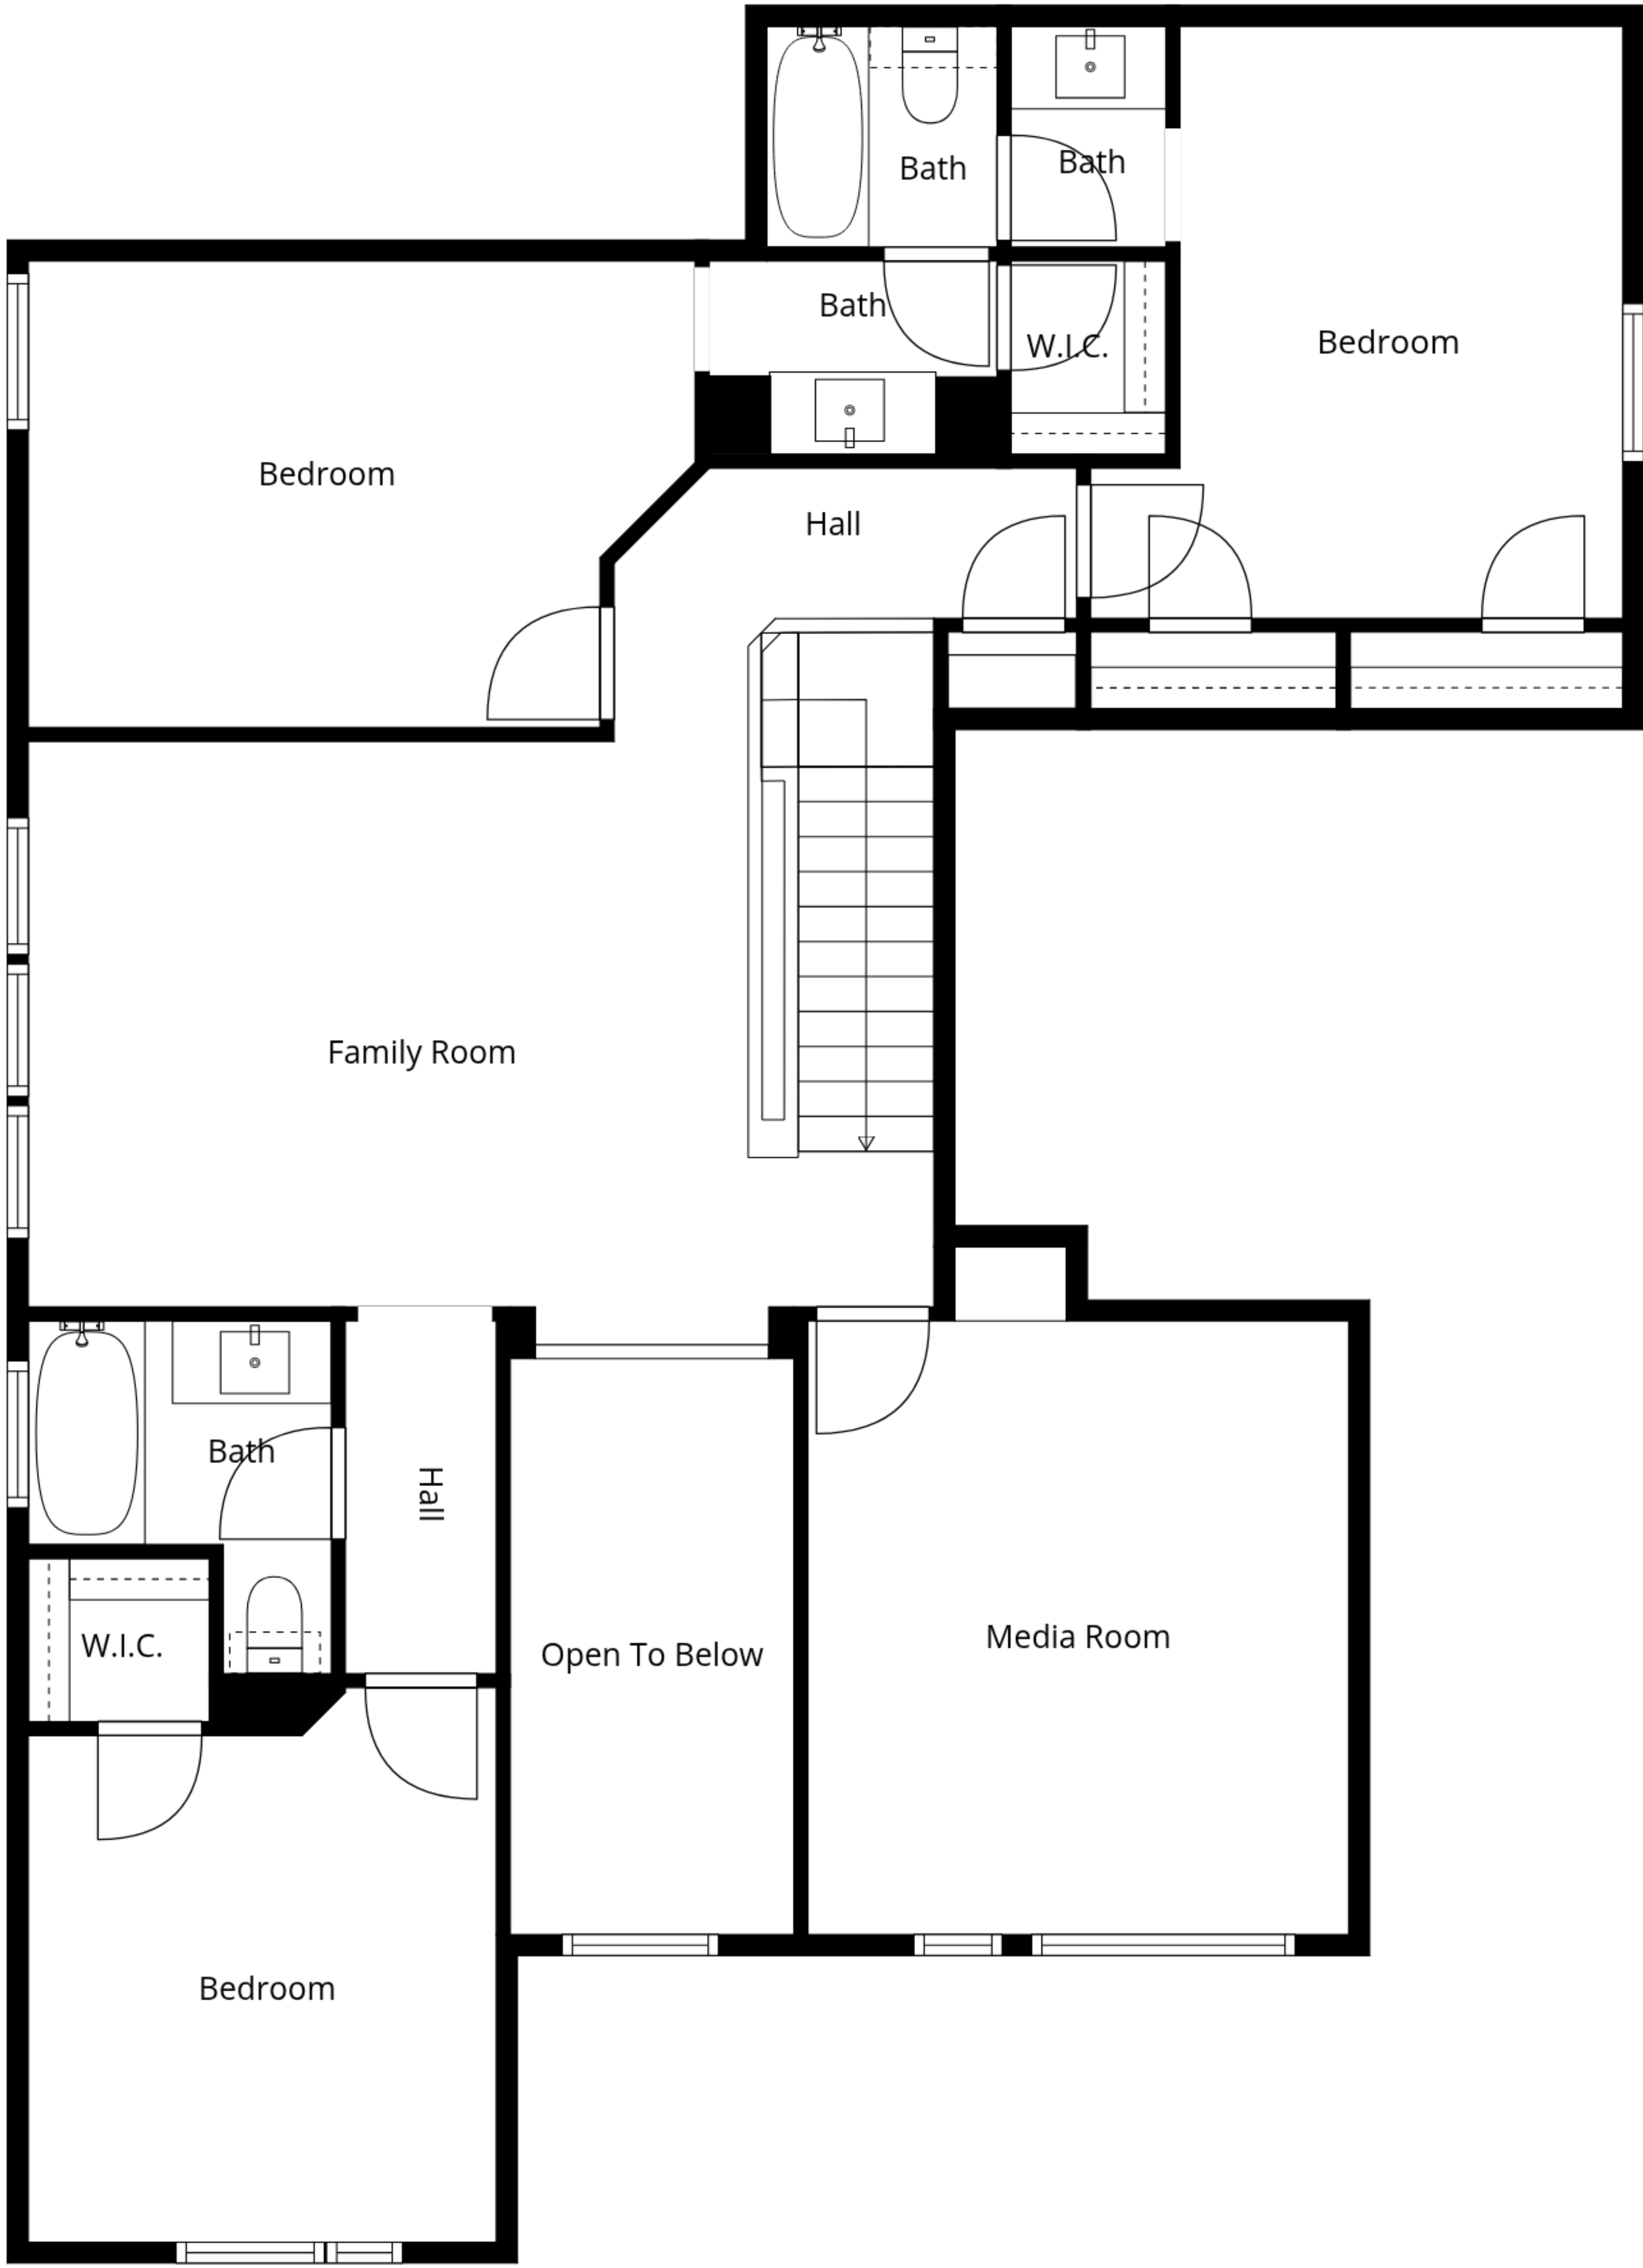 Bath
Bath
Bath
W.I.C.
Bedroom
Bedroom
Hall
Family Room
Bath
Hall
W.I.C.
Open To Below
Media Room
Bedroom